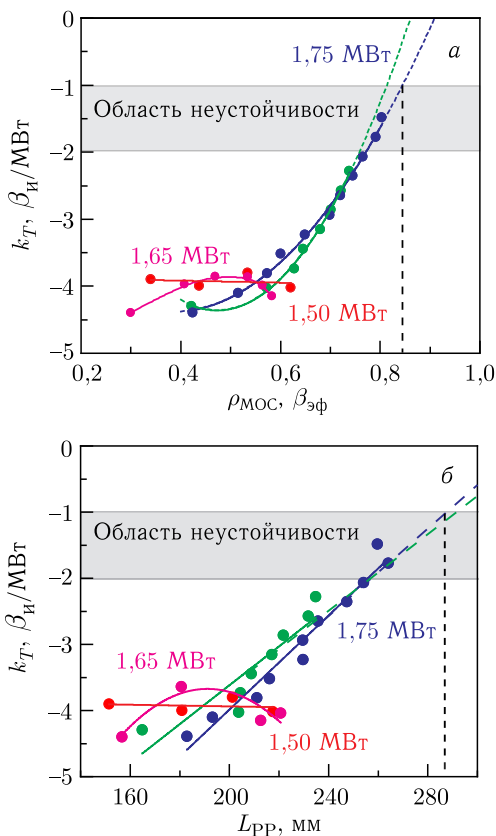 0
1,75 МВт
а
−1
Область неустойчивости
−2
k_T, β_и/МВт
−3
1,65 МВт
−4
1,50 МВт
−5
0,2 0,4 0,6 0,8 1,0
ρ_МОС, β_эф
0
б
−1
Область неустойчивости
−2
k_T, β_и/МВт
−3
1,75 МВт
1,65 МВт
−4
1,50 МВт
−5
160 200 240 280
L_РР, мм